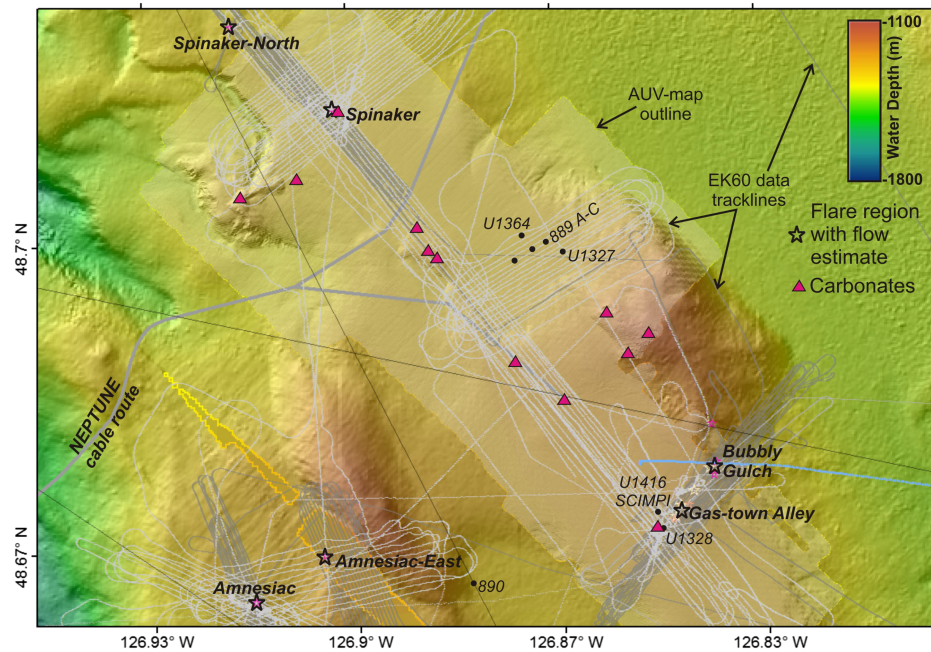 Spinaker-North
Spinaker
AUV-map
outline
-1100
Water Depth (m)
-1800
EK60 data
tracklines
Flare region
with flow
estimate
Carbonates
U1364
889 A-C
U1327
48.7° N
NEPTUNE
cable route
Bubbly
Gulch
U1416
SCIMPI
Gas-town Alley
U1328
Amnesiac-East
Amnesiac
890
48.67° N
126.93° W
126.9° W
126.87° W
126.83° W